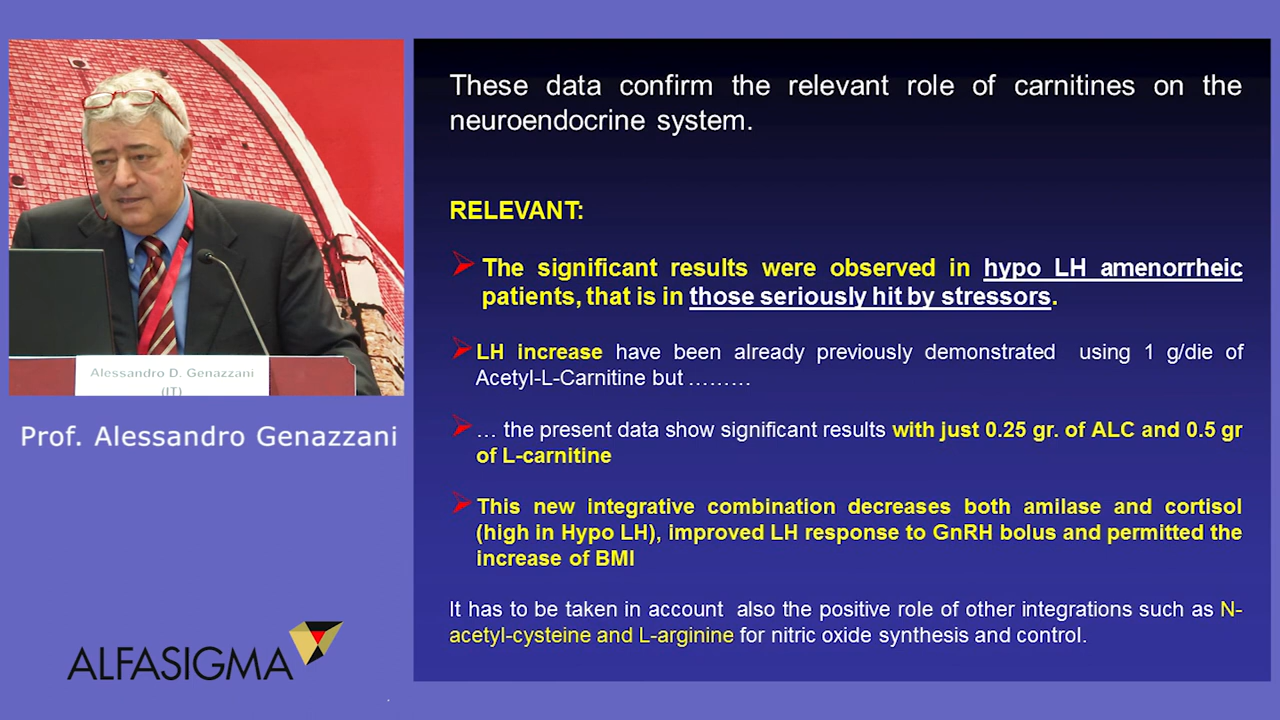 These data confirm the relevant role of carnitines on the
neuroendocrine system.
RELEVANT:
The significant results were observed in hypo LH amenorrheic
patients, that is in those seriously hit by stressors.
LH increase have been already previously demonstrated using 1 g/die of
Acetyl-L-Carnitine but ………
… the present data show significant results with just 0.25 gr. of ALC and 0.5 gr
of L-carnitine
This new integrative combination decreases both amilase and cortisol
(high in Hypo LH), improved LH response to GnRH bolus and permitted the
increase of BMI
It has to be taken in account also the positive role of other integrations such as N-
acetyl-cysteine and L-arginine for nitric oxide synthesis and control.
Alessandro D. Genazzani
(IT)
Prof. Alessandro Genazzani
ALFASIGMA